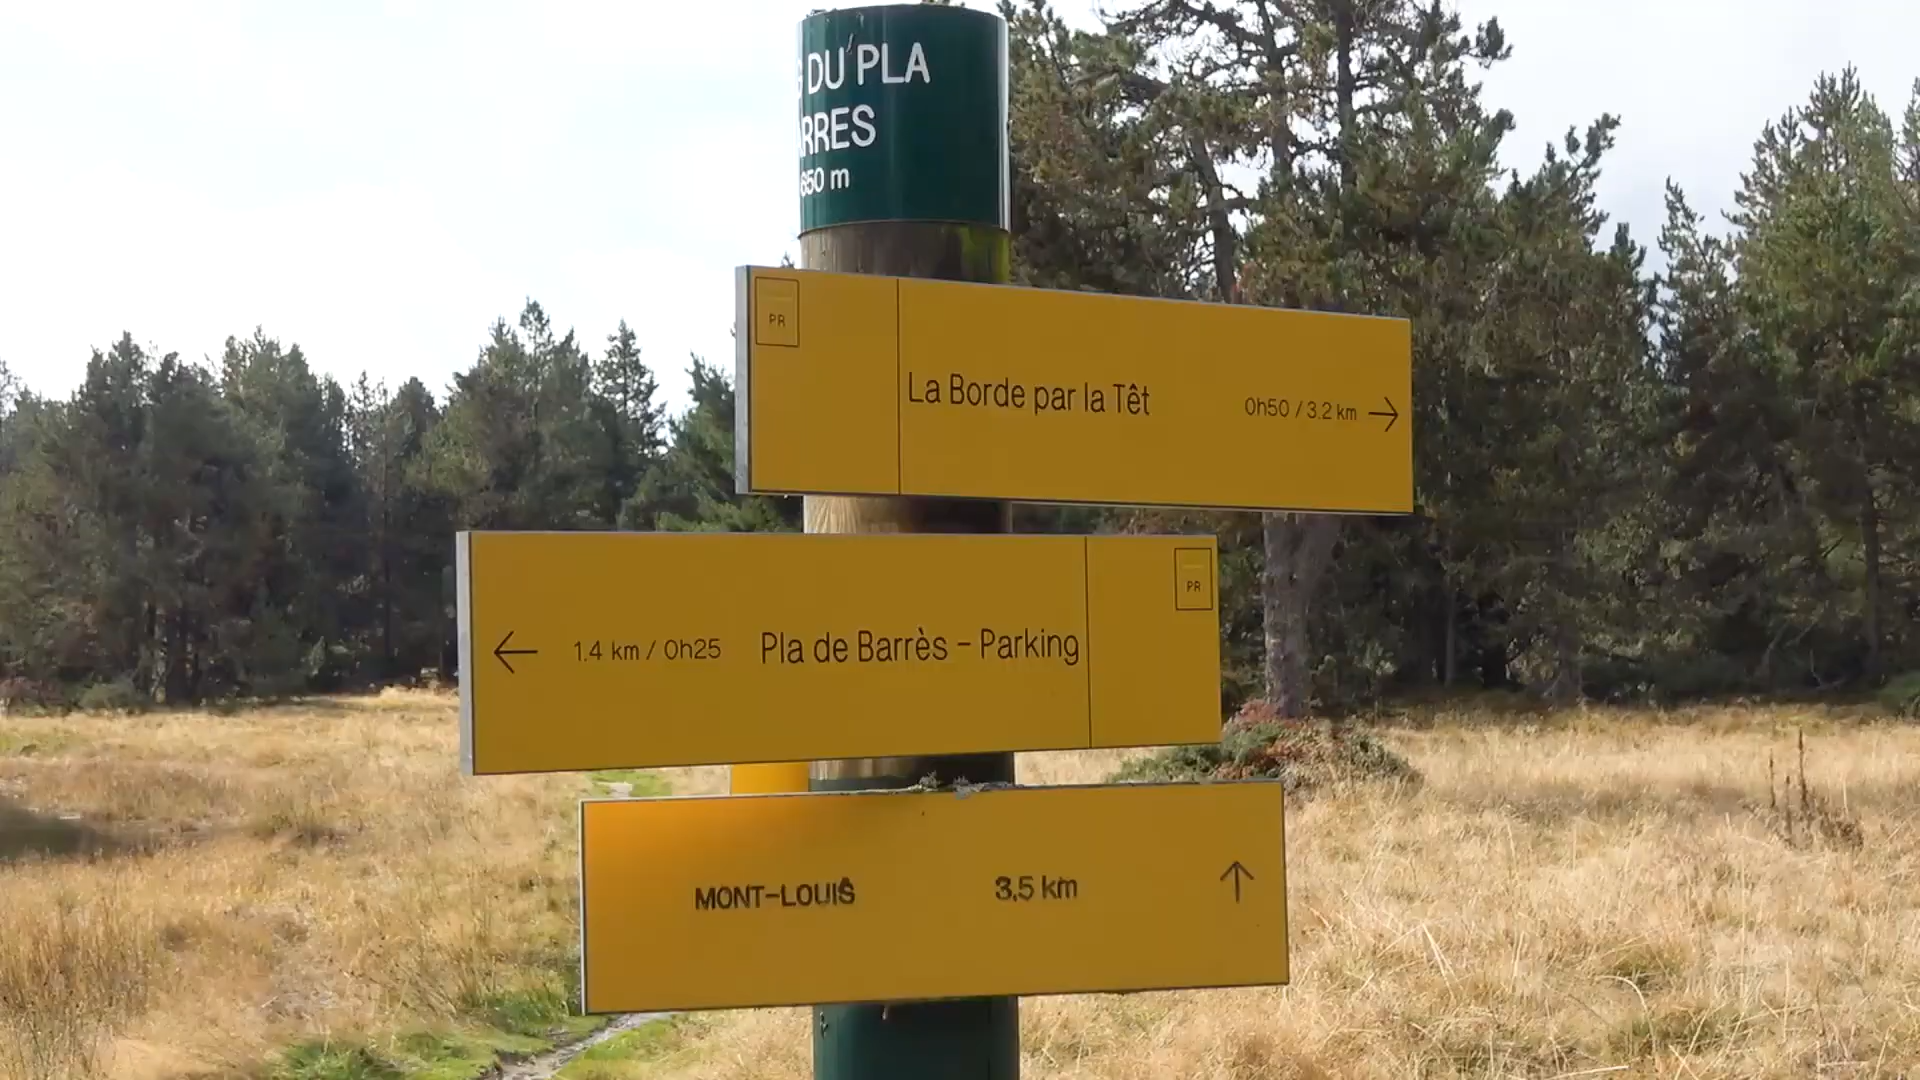 DU PLA
RRES
650 m
PR
La Borde par la Têt 0h50 / 3.2 km →
← 1.4 km / 0h25 Pla de Barrès - Parking
PR
MONT-LOUIS 3,5 km ↑